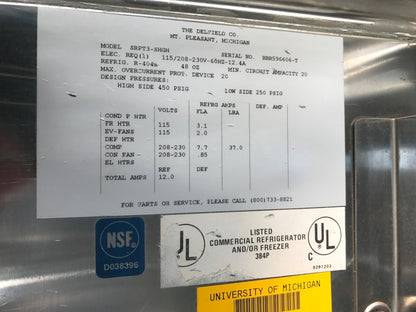 THE DELFIELD CO.
MT. PLEASANT, MICHIGAN
MODEL SRPT3-SHGH SERIAL NO. BBR596606-T
ELEC. REQ(1) 115/208-230V-60HZ-12.4A
REFRIG. R-404a 48 OZ MIN. CIRCUIT AMPACITY 20
MAX. OVERCURRENT PROT. DEVICE 20
DESIGN PRESSURES:
HIGH SIDE 450 PSIG LOW SIDE 250 PSIG
REFRG AMPS DEF. AMP
VOLTS FLA LRA
COND P HTR
FR HTR 115 3.1
EV-FANS 115 2.0
DEF HTR
COMP 208-230 7.7 37.0
CON FAN 208-230 .85
EL HTRS
REF DEF
TOTAL AMPS 12.0
FOR PARTS OR SERVICE, PLEASE CALL (800)733-8821
NSF
D038396
JL
LISTED
COMMERCIAL REFRIGERATOR
AND/OR FREEZER
384P
UL
C
9291203
UNIVERSITY OF MICHIGAN